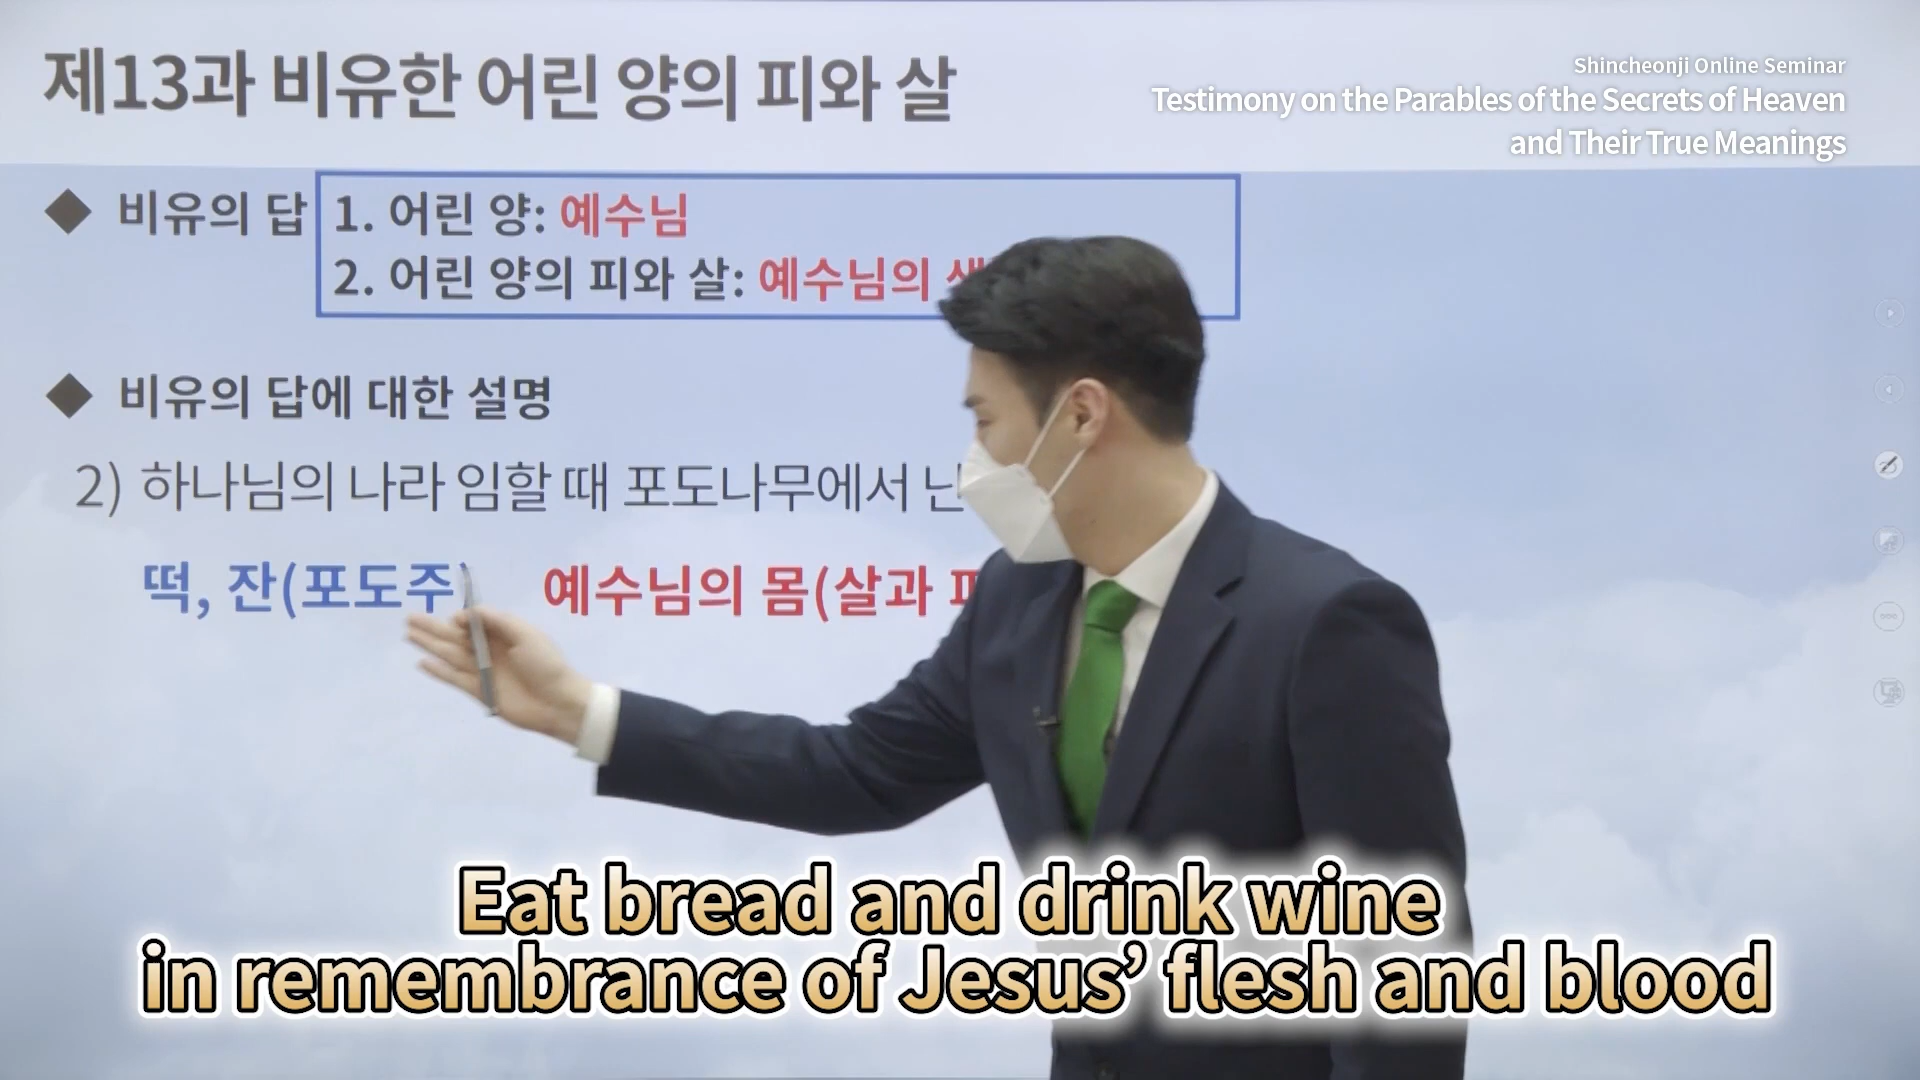 제13과 비유한 어린 양의 피와 살
Shincheonji Online Seminar
Testimony on the Parables of the Secrets of Heaven
and Their True Meanings
◆ 비유의 답
1. 어린 양: 예수님
2. 어린 양의 피와 살: 예수님의
◆ 비유의 답에 대한 설명
2) 하나님의 나라 임할 때 포도나무에서 난
떡, 잔(포도주)
예수님의 몸(살과
Eat bread and drink wine
in remembrance of Jesus’ flesh and blood